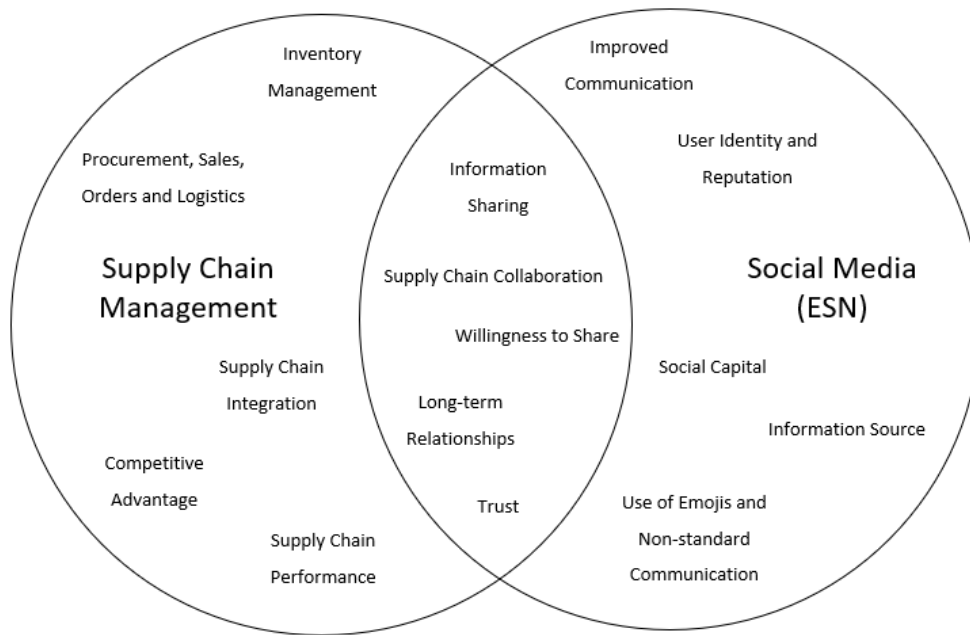 Inventory
Management
Procurement, Sales,
Orders and Logistics
Supply Chain
Management
Supply Chain
Integration
Competitive
Advantage
Supply Chain
Performance
Information
Sharing
Supply Chain Collaboration
Willingness to Share
Long-term
Relationships
Trust
Improved
Communication
User Identity and
Reputation
Social Media
(ESN)
Social Capital
Information Source
Use of Emojis and
Non-standard
Communication